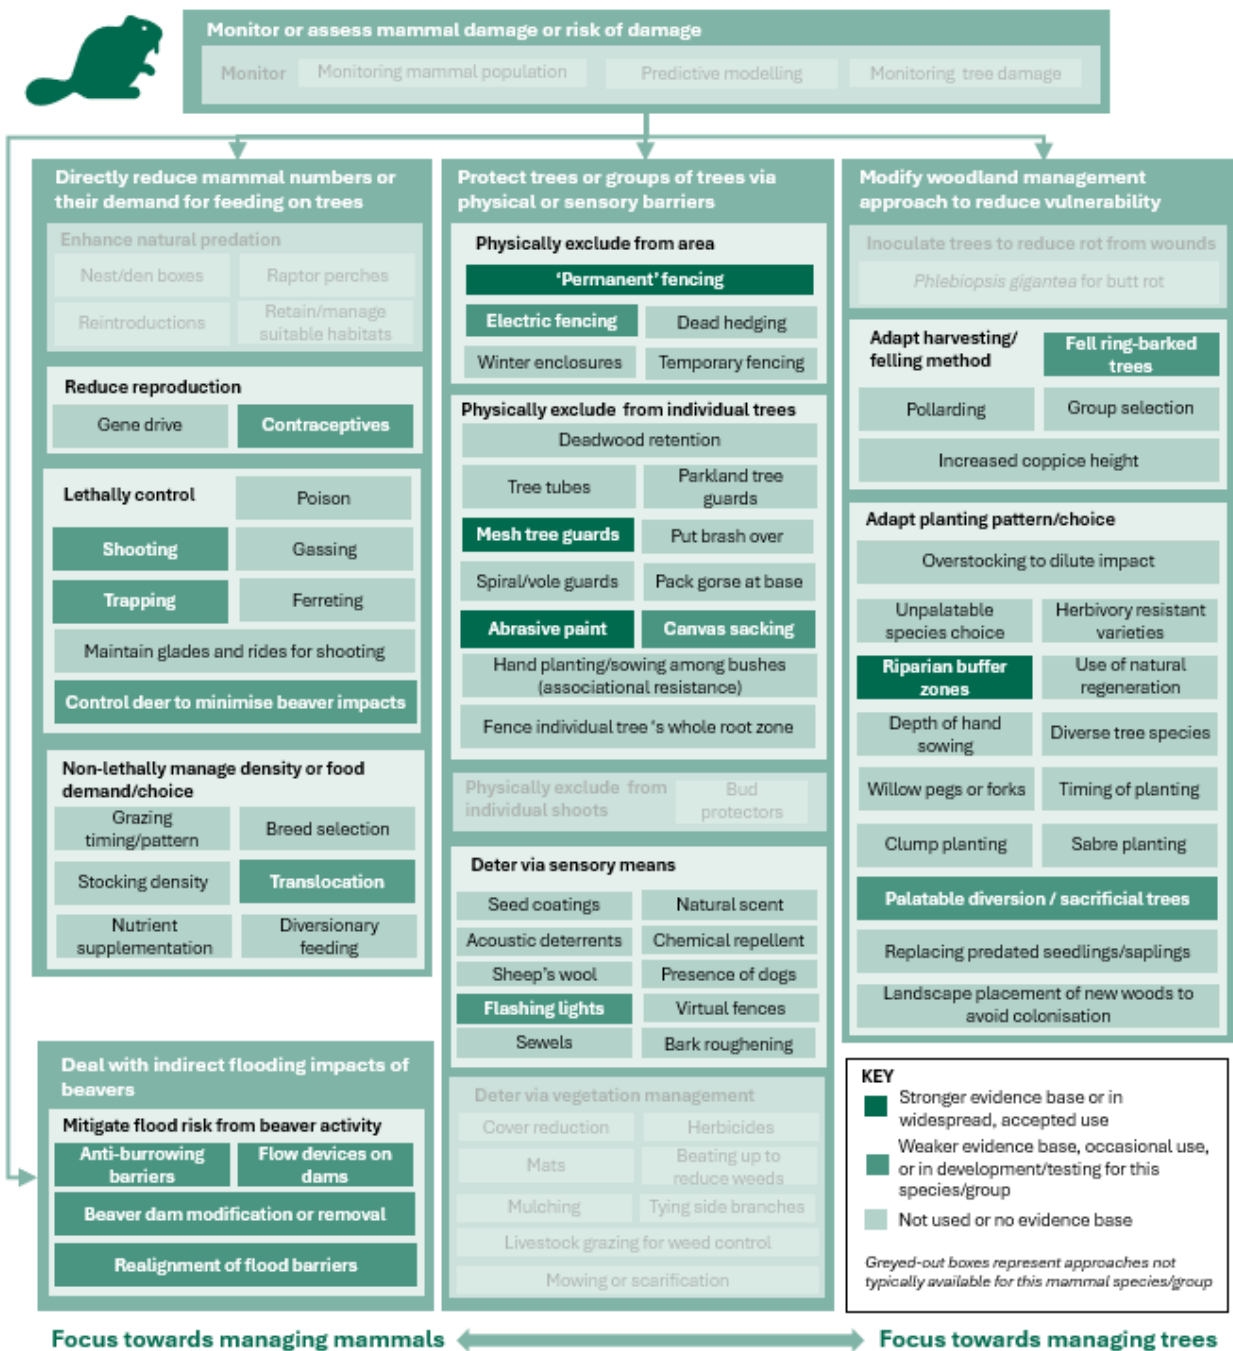 Monitor or assess mammal damage or risk of damage
Monitor
Monitoring mammal population
Predictive modelling
Monitoring tree damage
Directly reduce mammal numbers or
their demand for feeding on trees
Enhance natural predation
Nest/den boxes
Raptor perches
Reintroductions
Retain/manage
suitable habitats
Reduce reproduction
Gene drive
Contraceptives
Lethally control
Poison
Shooting
Gassing
Trapping
Ferreting
Maintain glades and rides for shooting
Control deer to minimise beaver impacts
Non-lethally manage density or food
demand/choice
Grazing
timing/pattern
Breed selection
Stocking density
Translocation
Nutrient
supplementation
Diversionary
feeding
Deal with indirect flooding impacts of
beavers
Mitigate flood risk from beaver activity
Anti-burrowing
barriers
Flow devices on
dams
Beaver dam modification or removal
Realignment of flood barriers
Protect trees or groups of trees via
physical or sensory barriers
Physically exclude from area
‘Permanent’ fencing
Electric fencing
Dead hedging
Winter enclosures
Temporary fencing
Physically exclude from individual trees
Deadwood retention
Tree tubes
Parkland tree
guards
Mesh tree guards
Put brash over
Spiral/vole guards
Pack gorse at base
Abrasive paint
Canvas sacking
Hand planting/sowing among bushes
(associational resistance)
Fence individual tree ‘s whole root zone
Physically exclude from
individual shoots
Bud
protectors
Deter via sensory means
Seed coatings
Natural scent
Acoustic deterrents
Chemical repellent
Sheep’s wool
Presence of dogs
Flashing lights
Virtual fences
Sewels
Bark roughening
Deter via vegetation management
Cover reduction
Herbicides
Mats
Beating up to
reduce weeds
Mulching
Tying side branches
Livestock grazing for weed control
Mowing or scarification
Modify woodland management
approach to reduce vulnerability
Inoculate trees to reduce rot from wounds
Phlebiopsis gigantea for butt rot
Adapt harvesting/
felling method
Fell ring-barked
trees
Pollarding
Group selection
Increased coppice height
Adapt planting pattern/choice
Overstocking to dilute impact
Unpalatable
species choice
Herbivory resistant
varieties
Riparian buffer
zones
Use of natural
regeneration
Depth of hand
sowing
Diverse tree species
Willow pegs or forks
Timing of planting
Clump planting
Sabre planting
Palatable diversion / sacrificial trees
Replacing predated seedlings/saplings
Landscape placement of new woods to
avoid colonisation
KEY
Stronger evidence base or in
widespread, accepted use
Weaker evidence base, occasional use,
or in development/testing for this
species/group
Not used or no evidence base
Greyed-out boxes represent approaches not
typically available for this mammal species/group
Focus towards managing mammals
Focus towards managing trees